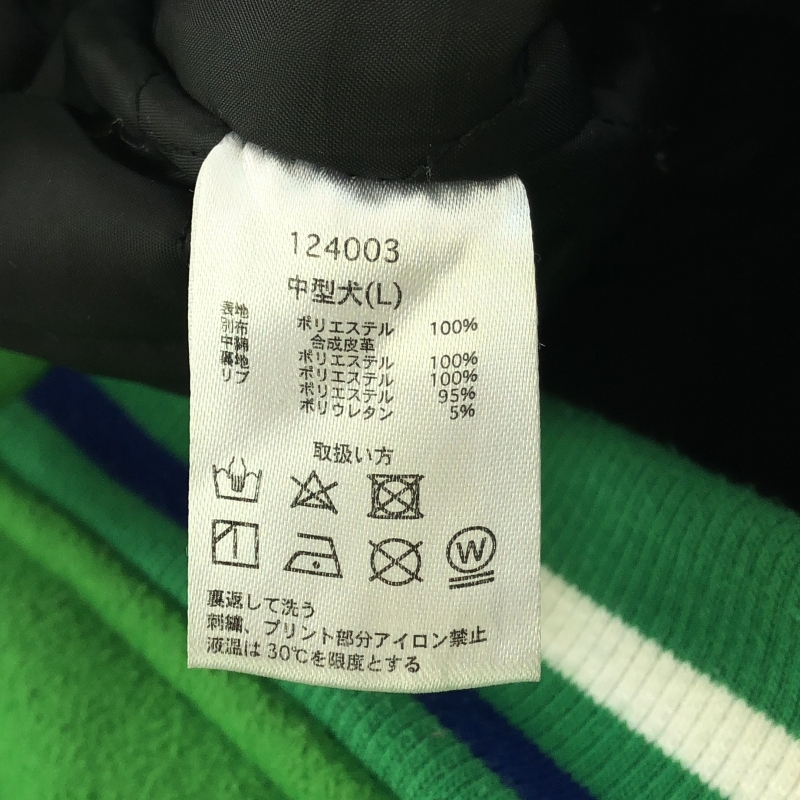 124003
中型犬(L)
表地 ポリエステル 100%
別布 合成皮革
中綿 ポリエステル 100%
裏地 ポリエステル 100%
リブ ポリエステル 95%
ポリウレタン 5%
取扱い方
W
裏返して洗う
刺繍、プリント部分アイロン禁止
液温は30℃を限度とする